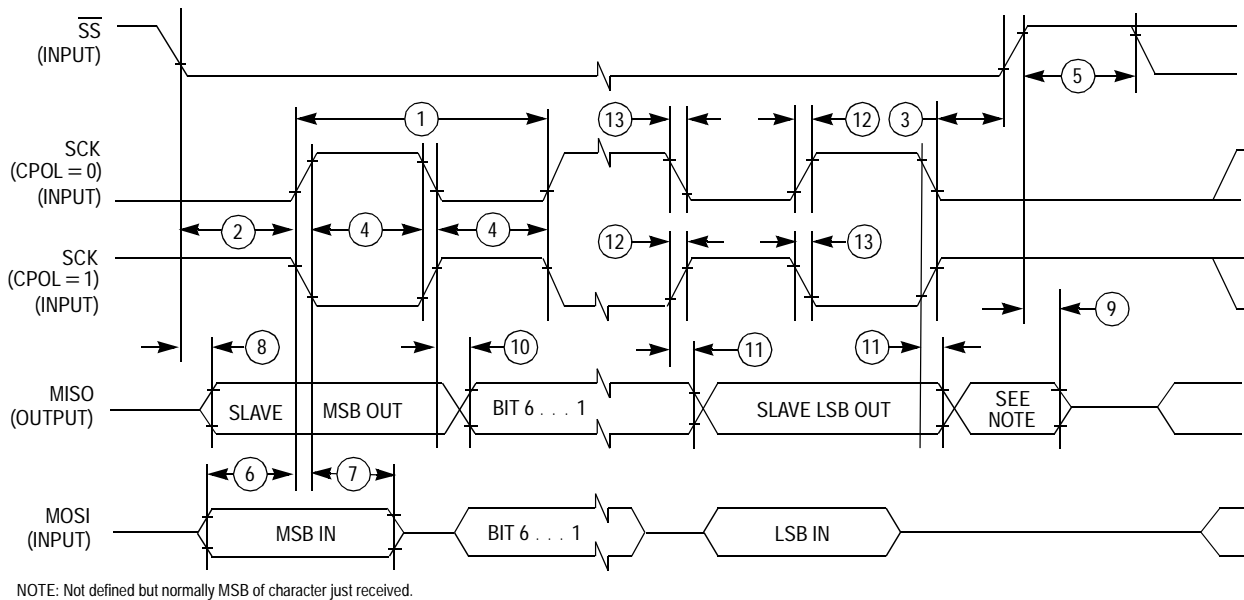 SS
(INPUT)
5
1
13
12
3
SCK
(CPOL = 0)
(INPUT)
2
4
4
SCK
(CPOL = 1)
(INPUT)
12
13
9
8
10
11
11
MISO
(OUTPUT)
SLAVE
MSB OUT
BIT 6 . . . 1
SLAVE LSB OUT
SEE
NOTE
6
7
MOSI
(INPUT)
MSB IN
BIT 6 . . . 1
LSB IN
NOTE: Not defined but normally MSB of character just received.